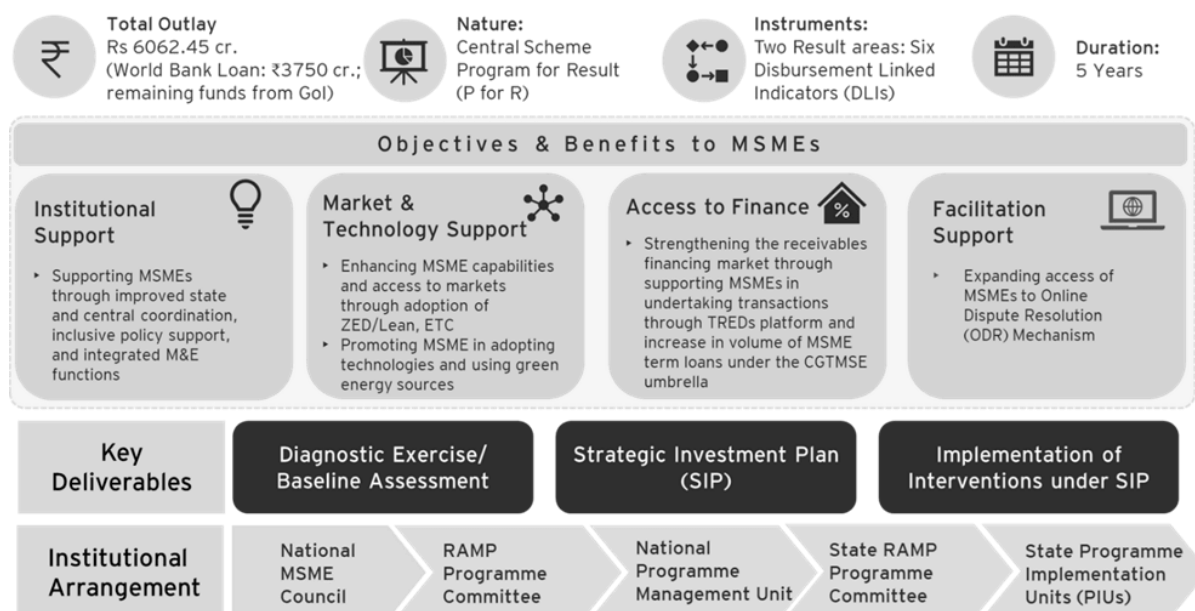 Total Outlay
Rs 6062.45 cr.
(World Bank Loan: ₹3750 cr.;
remaining funds from GoI)
Nature:
Central Scheme
Program for Result
(P for R)
Instruments:
Two Result areas: Six
Disbursement Linked
Indicators (DLIs)
Duration:
5 Years
Objectives & Benefits to MSMEs
Institutional
Support
‣ Supporting MSMEs
through improved state
and central coordination,
inclusive policy support,
and integrated M&E
functions
Market &
Technology Support
‣ Enhancing MSME capabilities
and access to markets
through adoption of
ZED/Lean, ETC
‣ Promoting MSME in adopting
technologies and using green
energy sources
Access to Finance
%
‣ Strengthening the receivables
financing market through
supporting MSMEs in
undertaking transactions
through TREDs platform and
increase in volume of MSME
term loans under the CGTMSE
umbrella
Facilitation
Support
‣ Expanding access of
MSMEs to Online
Dispute Resolution
(ODR) Mechanism
Key
Deliverables
Diagnostic Exercise/
Baseline Assessment
Strategic Investment Plan
(SIP)
Implementation of
Interventions under SIP
Institutional
Arrangement
National
MSME
Council
RAMP
Programme
Committee
National
Programme
Management Unit
State RAMP
Programme
Committee
State Programme
Implementation
Units (PIUs)